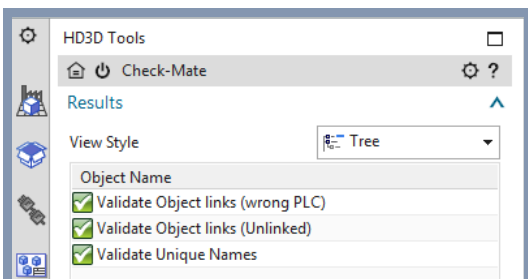 HD3D Tools
Check-Mate
?
Results
View Style
Tree
Object Name
Validate Object links (wrong PLC)
Validate Object links (Unlinked)
Validate Unique Names